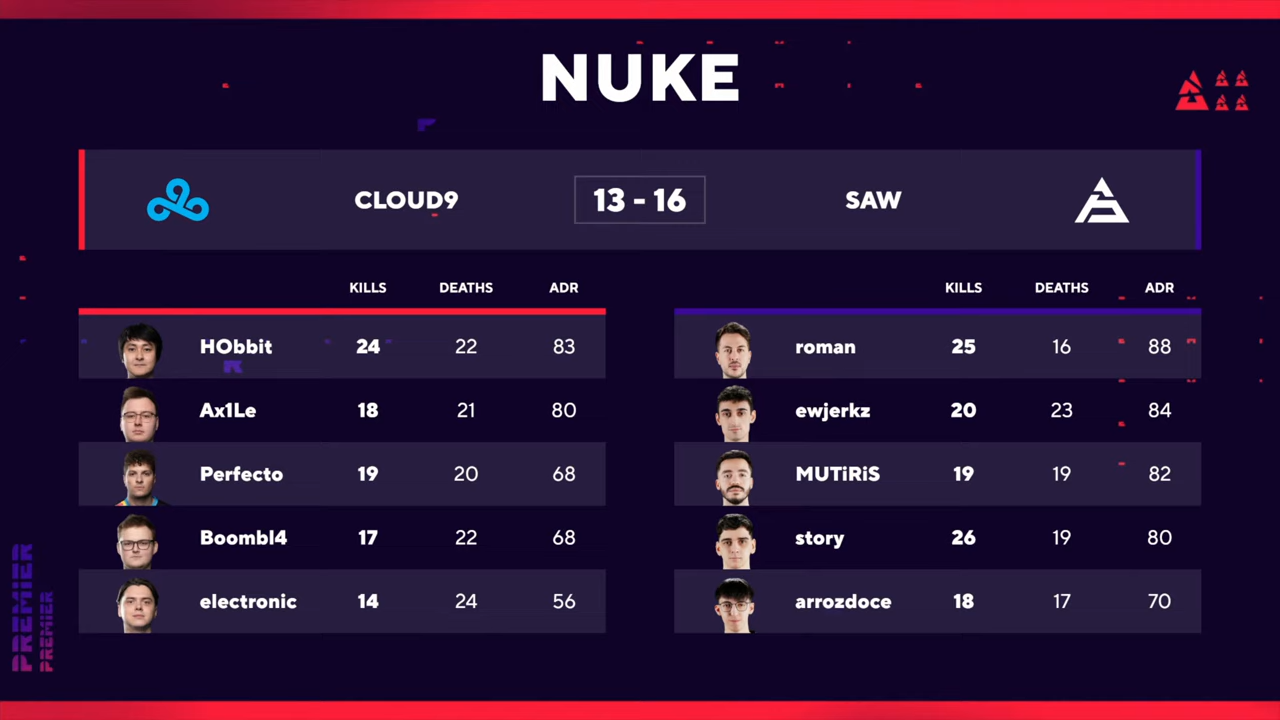 NUKE
CLOUD9 13 - 16 SAW
KILLS DEATHS ADR
HObbit 24 22 83
Ax1Le 18 21 80
Perfecto 19 20 68
Boombl4 17 22 68
electronic 14 24 56
KILLS DEATHS ADR
roman 25 16 88
ewjerkz 20 23 84
MUTiRiS 19 19 82
story 26 19 80
arrozdoce 18 17 70
PREMIER
PREMIER